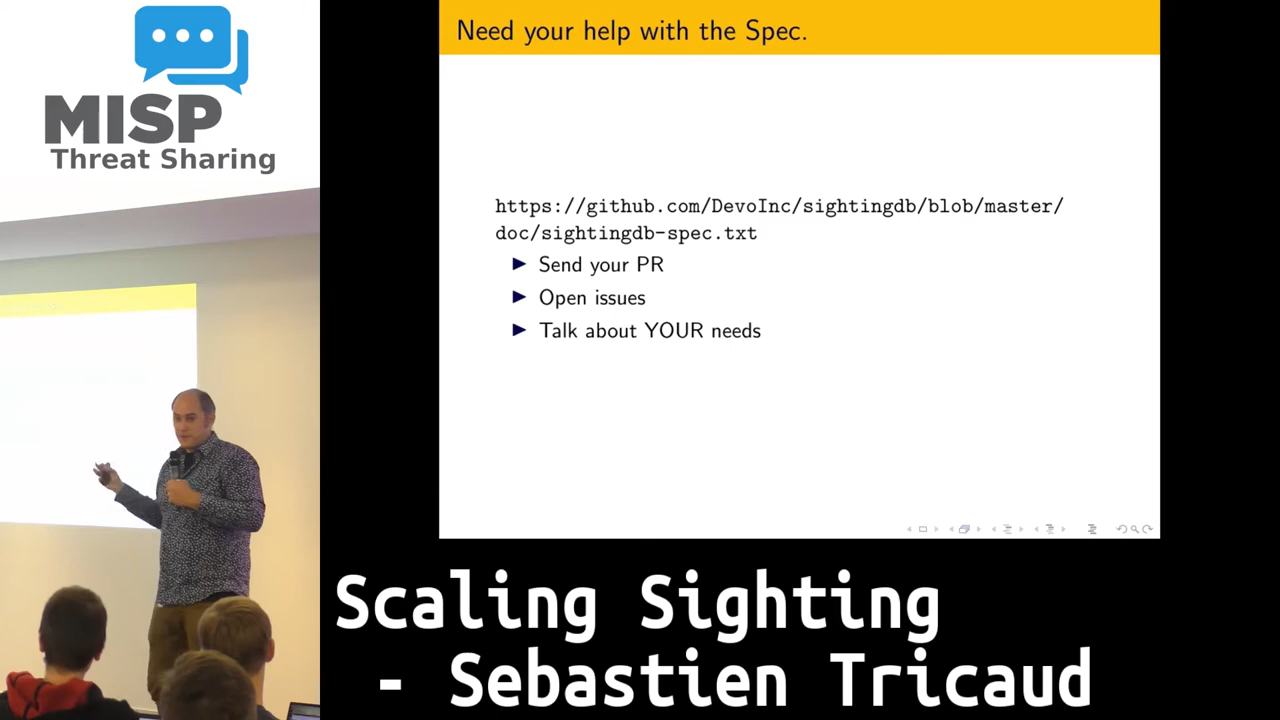 MISP
Threat Sharing
Need your help with the Spec.
https://github.com/DevoInc/sightingdb/blob/master/
doc/sightingdb-spec.txt
Send your PR
Open issues
Talk about YOUR needs
Scaling Sighting
- Sebastien Tricaud